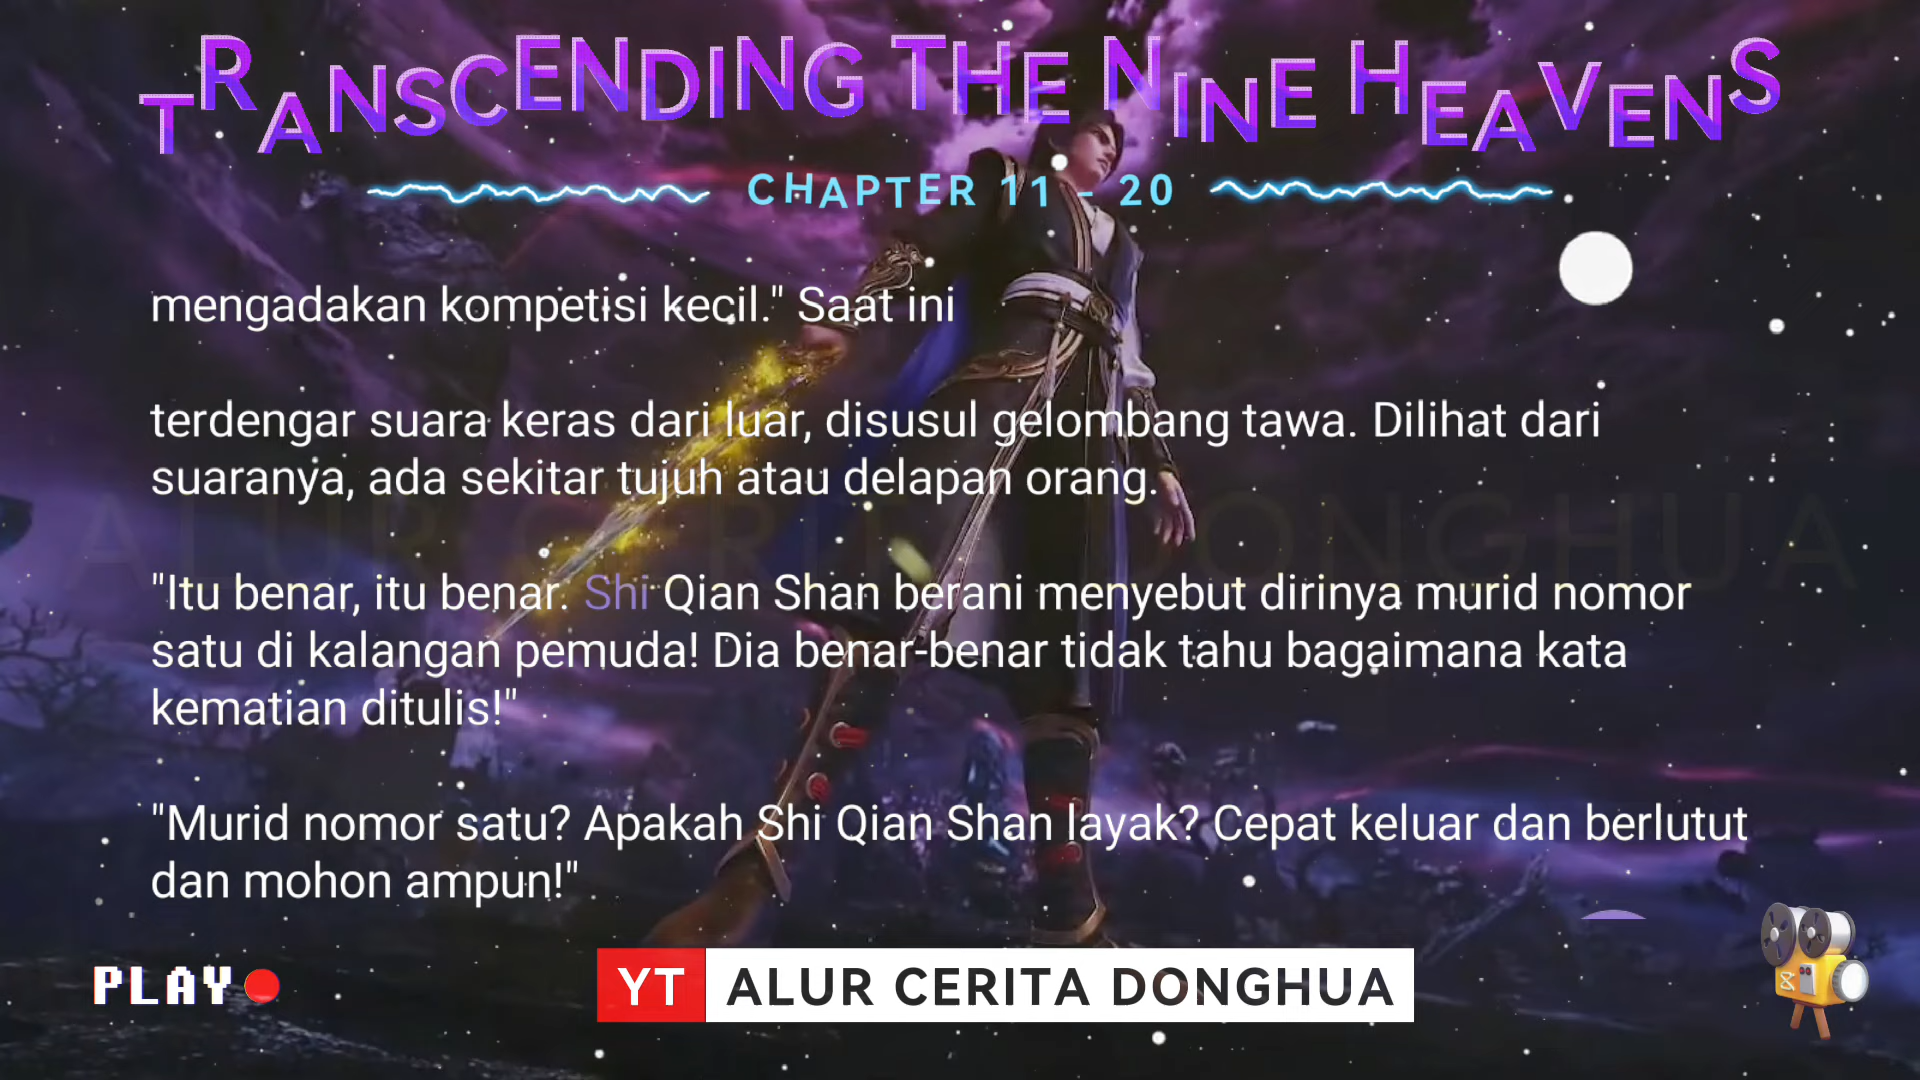 TRANSCENDING THE NINE HEAVENS
CHAPTER 11 - 20
mengadakan kompetisi kecil." Saat ini
terdengar suara keras dari luar, disusul gelombang tawa. Dilihat dari
suaranya, ada sekitar tujuh atau delapan orang.
ALUR CERITA DONGHUA
"Itu benar, itu benar. Shi Qian Shan berani menyebut dirinya murid nomor
satu di kalangan pemuda! Dia benar-benar tidak tahu bagaimana kata
kematian ditulis!"
"Murid nomor satu? Apakah Shi Qian Shan layak? Cepat keluar dan berlutut
dan mohon ampun!"
PLAY
YT ALUR CERITA DONGHUA